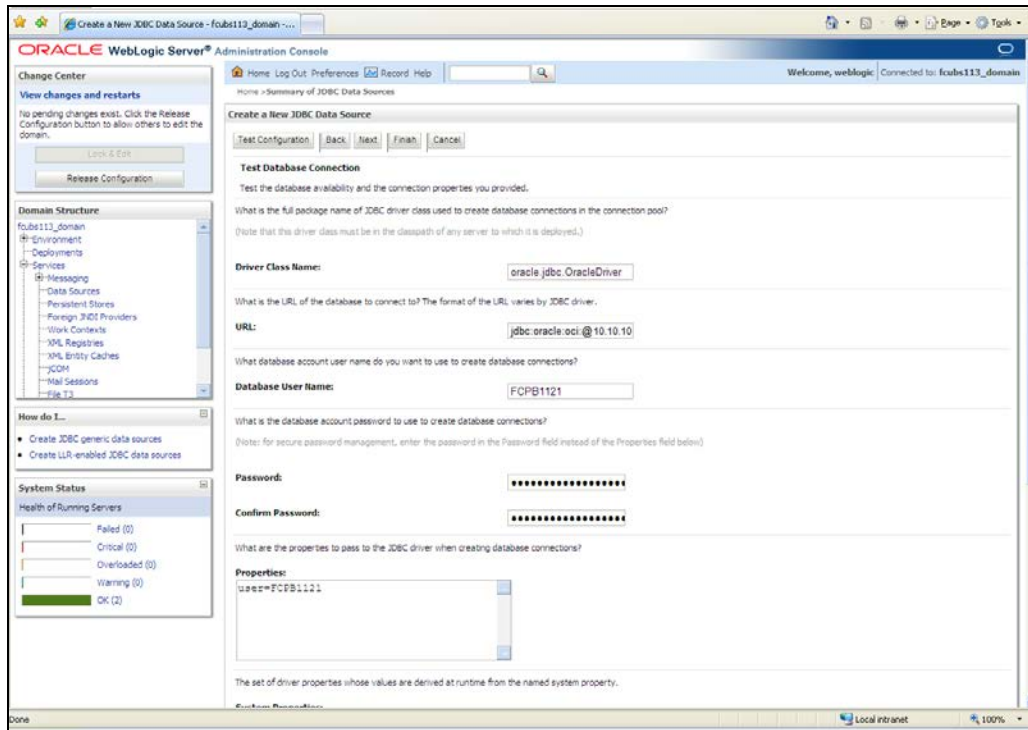 Create a New JDBC Data Source - fcubs113_domain -...
Page
Tools
ORACLE WebLogic Server® Administration Console
Change Center
View changes and restarts
No pending changes exist. Click the Release
Configuration button to allow others to edit the
domain.
Lock & Edit
Release Configuration
Domain Structure
fcubs113_domain
Environment
Deployments
Services
Messaging
Data Sources
Persistent Stores
Foreign JNDI Providers
Work Contexts
XML Registries
XML Entity Caches
jCOM
Mail Sessions
File T3
How do I...
Create JDBC generic data sources
Create LLR-enabled JDBC data sources
System Status
Health of Running Servers
Failed (0)
Critical (0)
Overloaded (0)
Warning (0)
OK (2)
Home Log Out Preferences Record Help
Welcome, weblogic Connected to: fcubs113_domain
Home >Summary of JDBC Data Sources
Create a New JDBC Data Source
Test Configuration Back Next Finish Cancel
Test Database Connection
Test the database availability and the connection properties you provided.
What is the full package name of JDBC driver class used to create database connections in the connection pool?
(Note that this driver class must be in the classpath of any server to which it is deployed.)
Driver Class Name: oracle.jdbc.OracleDriver
What is the URL of the database to connect to? The format of the URL varies by JDBC driver.
URL: jdbc:oracle:oci:@10.10.10
What database account user name do you want to use to create database connections?
Database User Name: FCPB1121
What is the database account password to use to create database connections?
(Note: for secure password management, enter the password in the Password field instead of the Properties field below)
Password:
Confirm Password:
What are the properties to pass to the JDBC driver when creating database connections?
Properties:
user=FCPB1121
The set of driver properties whose values are derived at runtime from the named system property.
System Properties:
Done
Local intranet
100%